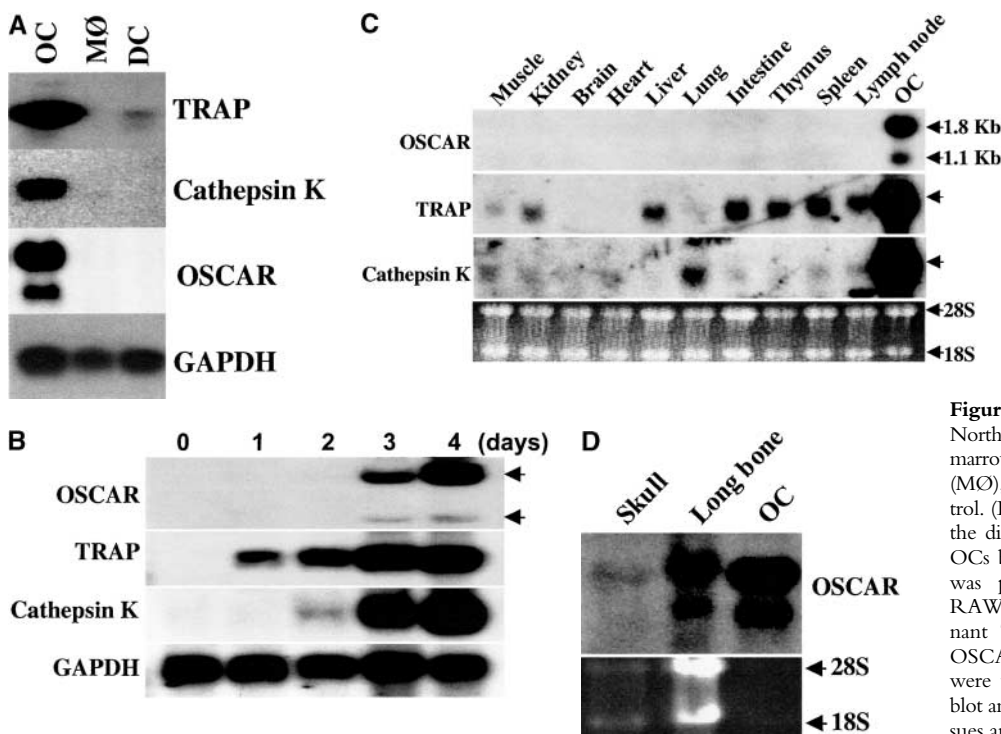 A
OC MØ DC
TRAP
Cathepsin K
OSCAR
GAPDH
C
Muscle Kidney Brain Heart Liver Lung Intestine Thymus Spleen Lymph node OC
OSCAR
1.8 Kb
1.1 Kb
TRAP
Cathepsin K
28S
18S
B
0 1 2 3 4 (days)
OSCAR
TRAP
Cathepsin K
GAPDH
D
Skull Long bone OC
OSCAR
28S
18S
Figur
North
marrov
(MØ)
trol. (
the di
OCs b
was
RAW
nant
OSCA
were
blot an
sues a